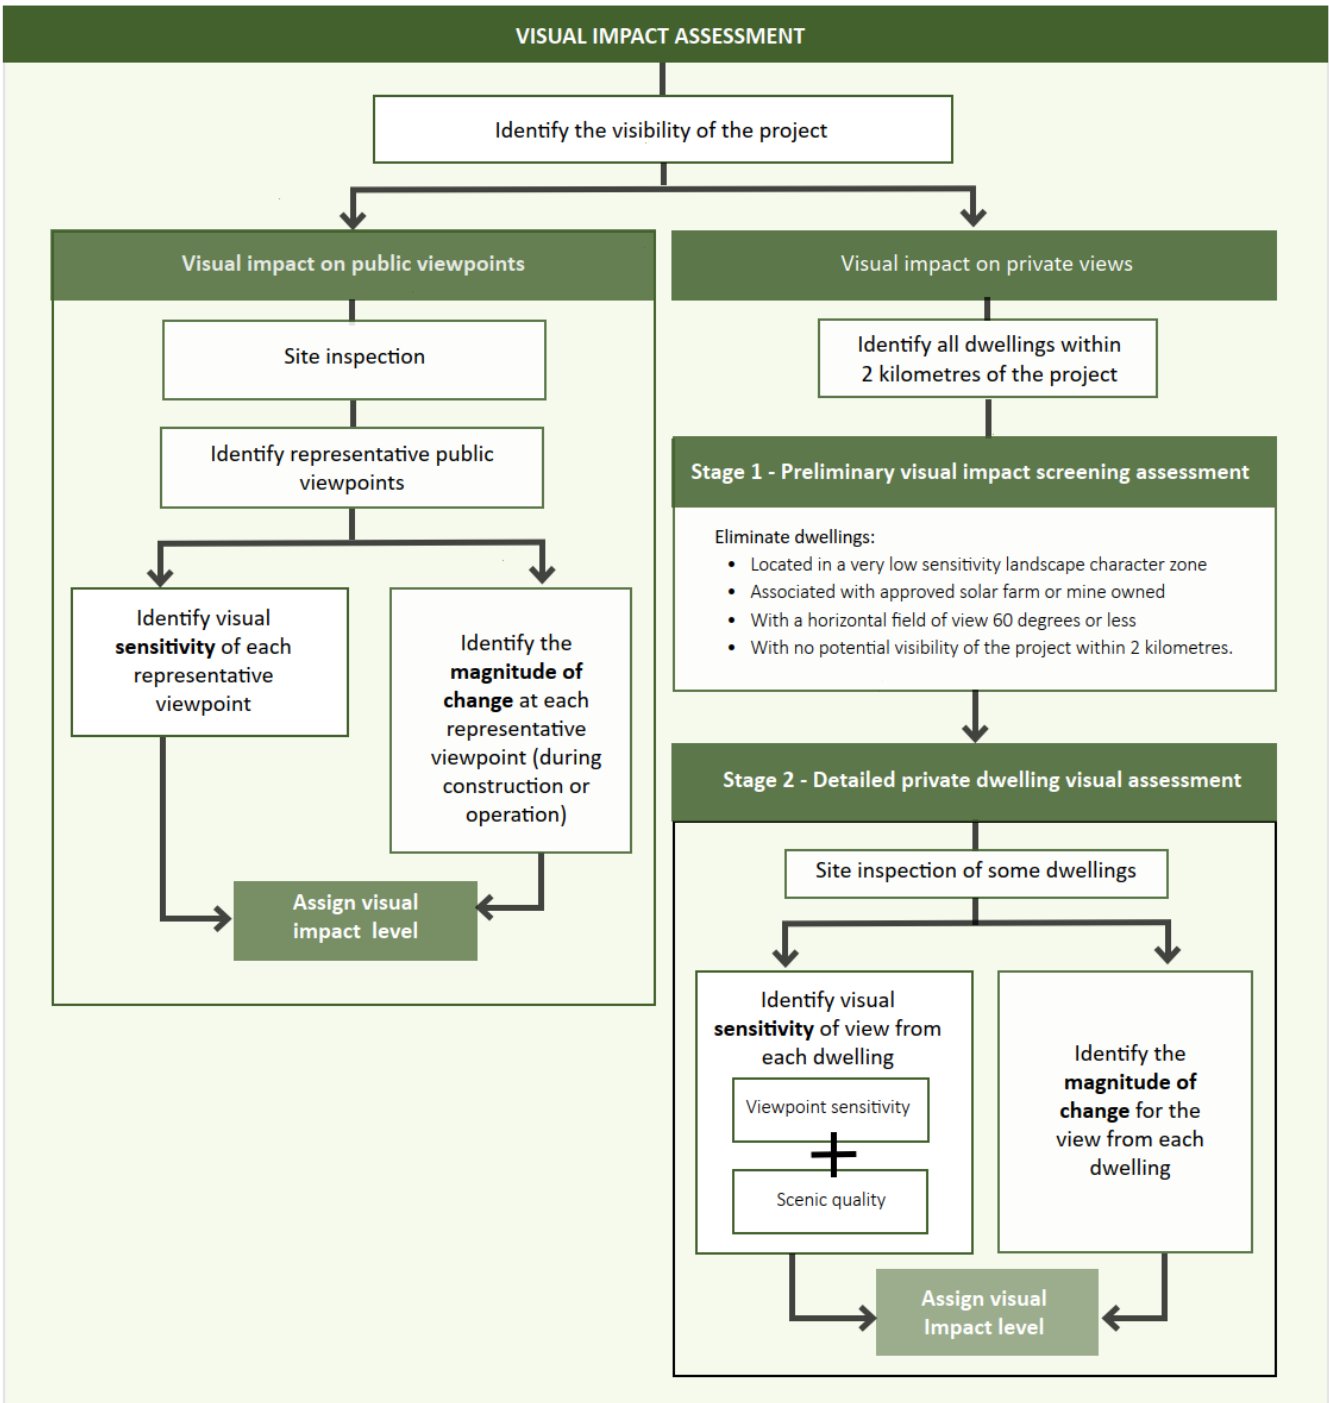 VISUAL IMPACT ASSESSMENT
Identify the visibility of the project
Visual impact on public viewpoints
Site inspection
Identify representative public
viewpoints
Identify visual
sensitivity of each
representative
viewpoint
Identify the
magnitude of
change at each
representative
viewpoint (during
construction or
operation)
Assign visual
impact level
Visual impact on private views
Identify all dwellings within
2 kilometres of the project
Stage 1 - Preliminary visual impact screening assessment
Eliminate dwellings:
• Located in a very low sensitivity landscape character zone
• Associated with approved solar farm or mine owned
• With a horizontal field of view 60 degrees or less
• With no potential visibility of the project within 2 kilometres.
Stage 2 - Detailed private dwelling visual assessment
Site inspection of some dwellings
Identify visual
sensitivity of view from
each dwelling
Viewpoint sensitivity
Scenic quality
Identify the
magnitude of
change for the
view from each
dwelling
Assign visual
Impact level